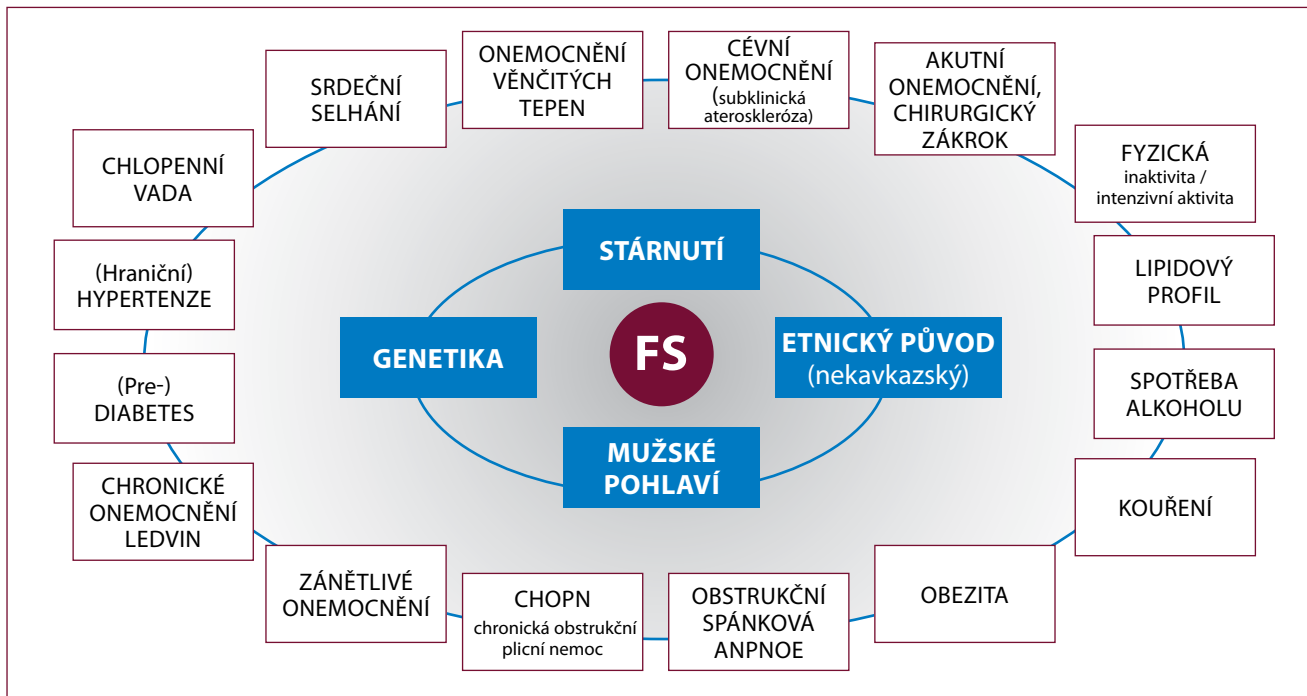 ONEMOCNĚNÍ
VĚNČITÝCH
TEPEN
CÉVNÍ
ONEMOCNĚNÍ
(subklinická
ateroskleróza)
AKUTNÍ
ONEMOCNĚNÍ,
CHIRURGICKÝ
ZÁKROK
SRDEČNÍ
SELHÁNÍ
FYZICKÁ
inaktivita /
intenzivní aktivita
CHLOPENNÍ
VADA
(Hraniční)
HYPERTENZE
LIPIDOVÝ
PROFIL
STÁRNUTÍ
GENETIKA
FS
ETNICKÝ PŮVOD
(nekavkazský)
MUŽSKÉ
POHLAVÍ
(Pre-)
DIABETES
SPOTŘEBA
ALKOHOLU
CHRONICKÉ
ONEMOCNĚNÍ
LEDVIN
KOUŘENÍ
ZÁNĚTLIVÉ
ONEMOCNĚNÍ
CHOPN
chronická obstrukční
plicní nemoc
OBSTRUKČNÍ
SPÁNKOVÁ
ANPNOE
OBEZITA